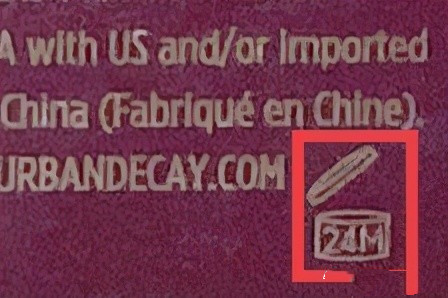 A with US and/or imported
China (Fabriqué en Chine).
URBANDECAY.COM
24M